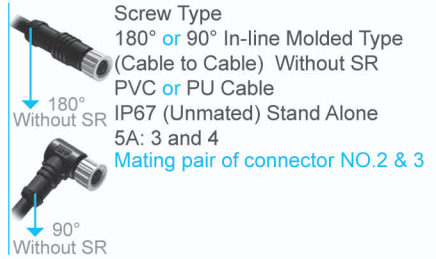 Screw Type
180° or 90° In-line Molded Type
(Cable to Cable)  Without SR
PVC or PU Cable
IP67 (Unmated) Stand Alone
5A: 3 and 4
Mating pair of connector NO.2 & 3
180°
Without SR
90°
Without SR